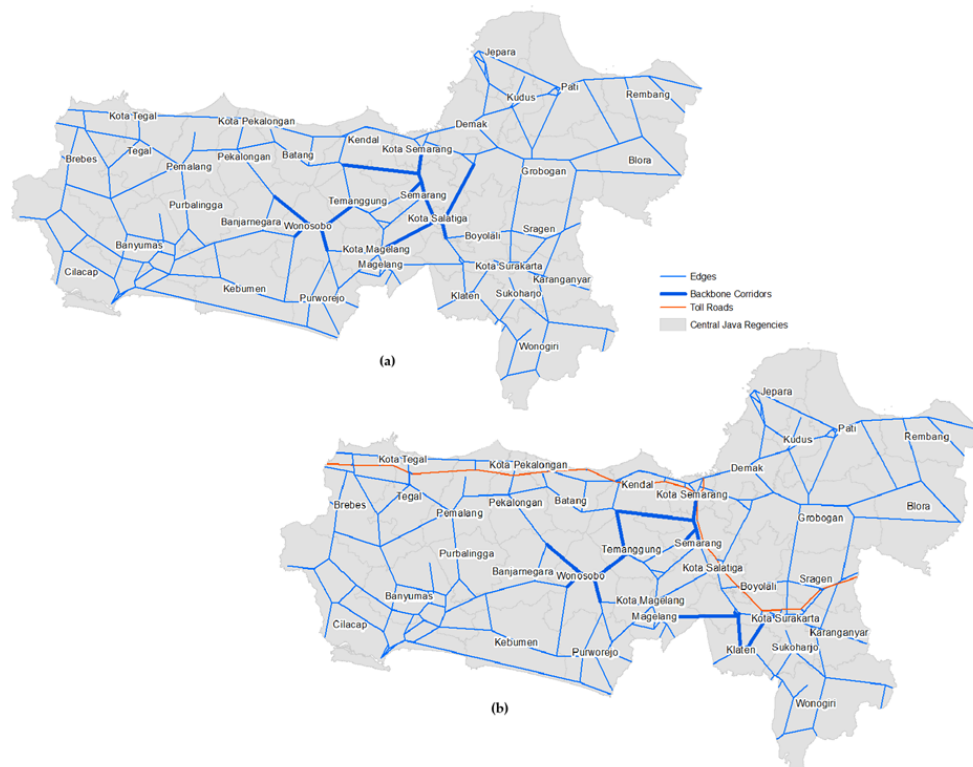 Jepara
Kudus
Pati
Rembang
Kota Tegal
Kota Pekalongan
Demak
Kendal
Kota Semarang
Brebes
Tegal
Pemalang
Pekalongan
Batang
Grobogan
Blora
Semarang
Purbalingga
Temanggung
Banjarnegara
Wonosobo
Kota Salatiga
Boyolali
Sragen
Banyumas
Kota Magelang
Magelang
Kota Surakarta
Karanganyar
Cilacap
Kebumen
Purworejo
Klaten
Sukoharjo
Wonogiri
(a)
Edges
Backbone Corridors
Toll Roads
Central Java Regencies
Jepara
Kudus
Pati
Rembang
Kota Tegal
Kota Pekalongan
Demak
Kendal
Kota Semarang
Brebes
Tegal
Pemalang
Pekalongan
Batang
Grobogan
Blora
Temanggung
Semarang
Purbalingga
Banjarnegara
Wonosobo
Kota Salatiga
Boyolali
Sragen
Banyumas
Kota Magelang
Magelang
Kota Surakarta
Karanganyar
Cilacap
Kebumen
Purworejo
Klaten
Sukoharjo
Wonogiri
(b)